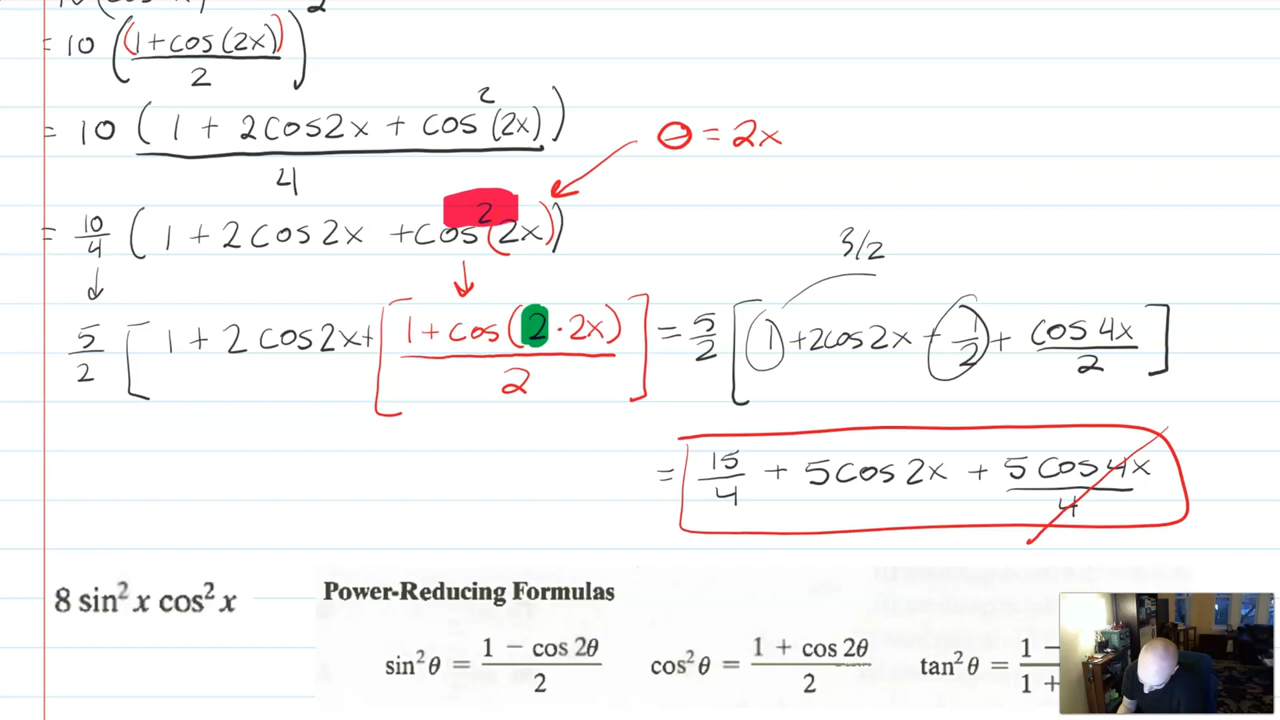 = 10 ((1+cos(2x))/2)²
= 10 (1 + 2cos2x + cos²(2x))/4
θ = 2x
= 10/4 (1 + 2cos2x + cos²(2x))
3/2
5/2 [1 + 2cos2x + [1+cos(2·2x)/2] = 5/2 [1 + 2cos2x + 1/2 + cos4x/2]
= 15/4 + 5cos2x + 5cos4x/4
8 sin² x cos² x
Power-Reducing Formulas
sin²θ = (1 − cos 2θ)/2 cos²θ = (1 + cos 2θ)/2 tan²θ = 1 − / 1 +